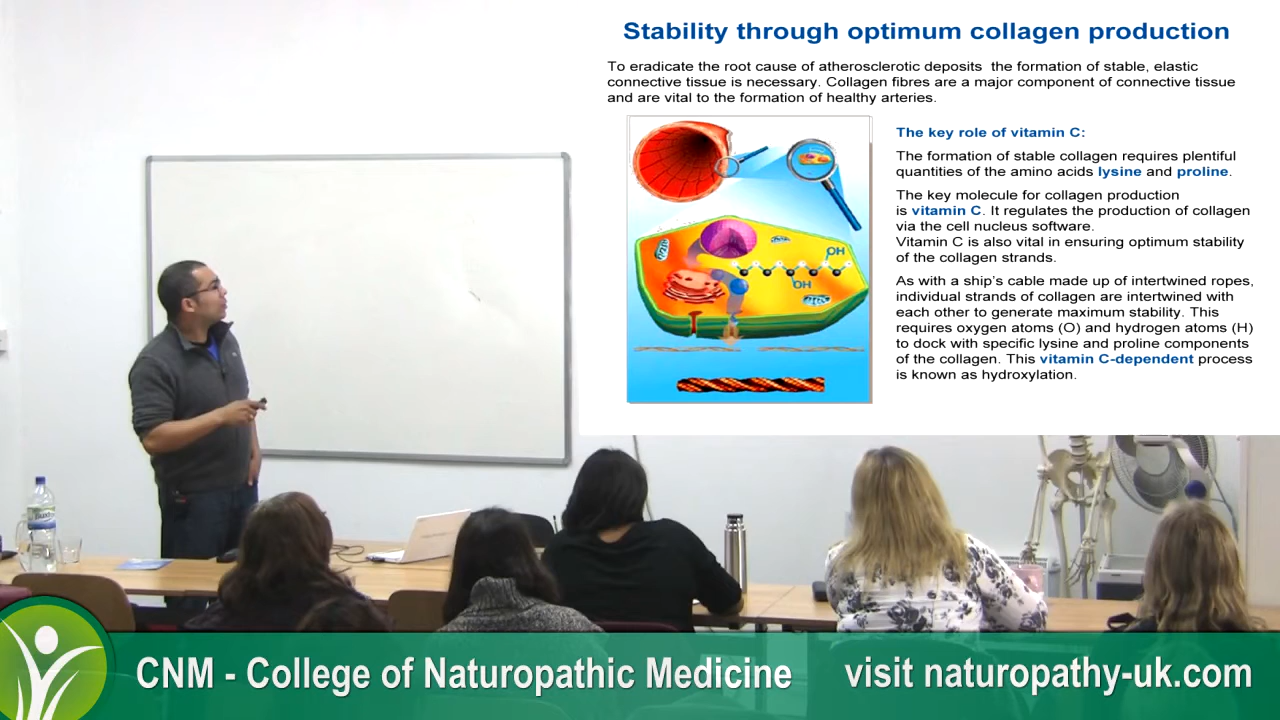 Stability through optimum collagen production
To eradicate the root cause of atherosclerotic deposits the formation of stable, elastic
connective tissue is necessary. Collagen fibres are a major component of connective tissue
and are vital to the formation of healthy arteries.
OH
OH
The key role of vitamin C:
The formation of stable collagen requires plentiful
quantities of the amino acids lysine and proline.
The key molecule for collagen production
is vitamin C. It regulates the production of collagen
via the cell nucleus software.
Vitamin C is also vital in ensuring optimum stability
of the collagen strands.
As with a ship's cable made up of intertwined ropes,
individual strands of collagen are intertwined with
each other to generate maximum stability. This
requires oxygen atoms (O) and hydrogen atoms (H)
to dock with specific lysine and proline components
of the collagen. This vitamin C-dependent process
is known as hydroxylation.
CNM - College of Naturopathic Medicine
visit naturopathy-uk.com